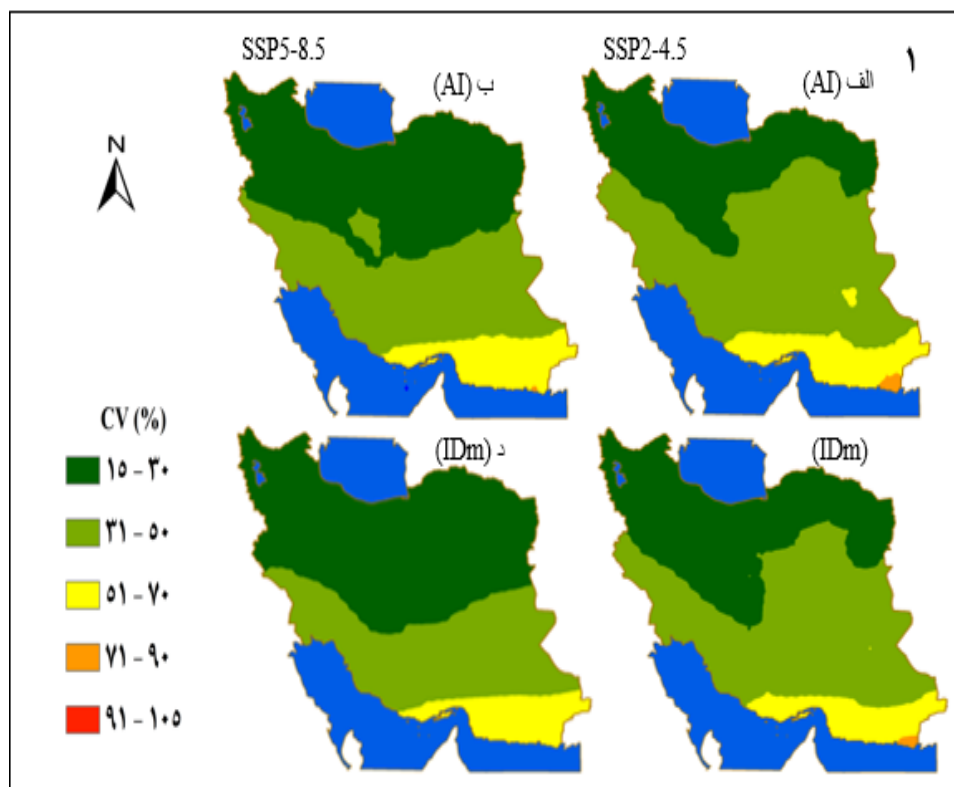 SSP5-8.5
SSP2-4.5
۱
ب (AI)
الف (AI)
N
CV (%)
۱۵ - ۳۰
۳۱ - ۵۰
۵۱ - ۷۰
۷۱ - ۹۰
۹۱ - ۱۰۵
د (IDm)
(IDm)